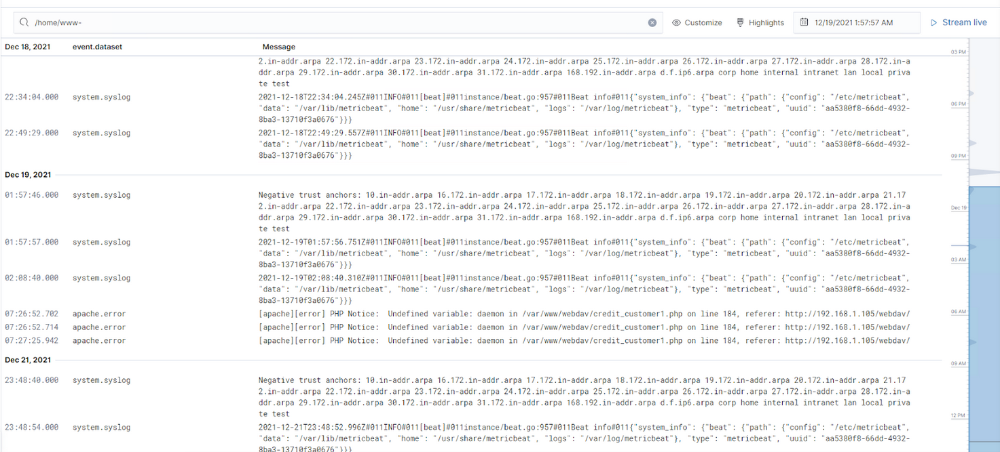 /home/www-
Customize
Highlights
12/19/2021 1:57:57 AM
Stream live
Dec 18, 2021 event.dataset Message
2.in-addr.arpa 22.172.in-addr.arpa 23.172.in-addr.arpa 24.172.in-addr.arpa 25.172.in-addr.arpa 26.172.in-addr.arpa 27.172.in-addr.arpa 28.172.in-a
ddr.arpa 29.172.in-addr.arpa 30.172.in-addr.arpa 31.172.in-addr.arpa 168.192.in-addr.arpa d.f.ip6.arpa corp home internal intranet lan local priva
te test
22:34:04.000 system.syslog 2021-12-18T22:34:04.245Z#011INFO#011[beat]#011instance/beat.go:957#011Beat info#011{"system_info": {"beat": {"path": {"config": "/etc/metricbeat",
"data": "/var/lib/metricbeat", "home": "/usr/share/metricbeat", "logs": "/var/log/metricbeat"}, "type": "metricbeat", "uuid": "aa5380f8-66dd-4932-
8ba3-13710f3a0676"}}}
22:49:29.000 system.syslog 2021-12-18T22:49:29.557Z#011INFO#011[beat]#011instance/beat.go:957#011Beat info#011{"system_info": {"beat": {"path": {"config": "/etc/metricbeat",
"data": "/var/lib/metricbeat", "home": "/usr/share/metricbeat", "logs": "/var/log/metricbeat"}, "type": "metricbeat", "uuid": "aa5380f8-66dd-4932-
8ba3-13710f3a0676"}}}
Dec 19, 2021
01:57:46.000 system.syslog Negative trust anchors: 10.in-addr.arpa 16.172.in-addr.arpa 17.172.in-addr.arpa 18.172.in-addr.arpa 19.172.in-addr.arpa 20.172.in-addr.arpa 21.17
2.in-addr.arpa 22.172.in-addr.arpa 23.172.in-addr.arpa 24.172.in-addr.arpa 25.172.in-addr.arpa 26.172.in-addr.arpa 27.172.in-addr.arpa 28.172.in-a
ddr.arpa 29.172.in-addr.arpa 30.172.in-addr.arpa 31.172.in-addr.arpa 168.192.in-addr.arpa d.f.ip6.arpa corp home internal intranet lan local priva
te test
01:57:57.000 system.syslog 2021-12-19T01:57:56.751Z#011INFO#011[beat]#011instance/beat.go:957#011Beat info#011{"system_info": {"beat": {"path": {"config": "/etc/metricbeat",
"data": "/var/lib/metricbeat", "home": "/usr/share/metricbeat", "logs": "/var/log/metricbeat"}, "type": "metricbeat", "uuid": "aa5380f8-66dd-4932-
8ba3-13710f3a0676"}}}
02:08:40.000 system.syslog 2021-12-19T02:08:40.310Z#011INFO#011[beat]#011instance/beat.go:957#011Beat info#011{"system_info": {"beat": {"path": {"config": "/etc/metricbeat",
"data": "/var/lib/metricbeat", "home": "/usr/share/metricbeat", "logs": "/var/log/metricbeat"}, "type": "metricbeat", "uuid": "aa5380f8-66dd-4932-
8ba3-13710f3a0676"}}}
07:26:52.702 apache.error [apache][error] PHP Notice:  Undefined variable: daemon in /var/www/webdav/credit_customer1.php on line 184, referer: http://192.168.1.105/webdav/
07:26:52.714 apache.error [apache][error] PHP Notice:  Undefined variable: daemon in /var/www/webdav/credit_customer1.php on line 184, referer: http://192.168.1.105/webdav/
07:27:25.942 apache.error [apache][error] PHP Notice:  Undefined variable: daemon in /var/www/webdav/credit_customer1.php on line 184, referer: http://192.168.1.105/webdav/
Dec 21, 2021
23:48:40.000 system.syslog Negative trust anchors: 10.in-addr.arpa 16.172.in-addr.arpa 17.172.in-addr.arpa 18.172.in-addr.arpa 19.172.in-addr.arpa 20.172.in-addr.arpa 21.17
2.in-addr.arpa 22.172.in-addr.arpa 23.172.in-addr.arpa 24.172.in-addr.arpa 25.172.in-addr.arpa 26.172.in-addr.arpa 27.172.in-addr.arpa 28.172.in-a
ddr.arpa 29.172.in-addr.arpa 30.172.in-addr.arpa 31.172.in-addr.arpa 168.192.in-addr.arpa d.f.ip6.arpa corp home internal intranet lan local priva
te test
23:48:54.000 system.syslog 2021-12-21T23:48:52.996Z#011INFO#011[beat]#011instance/beat.go:957#011Beat info#011{"system_info": {"beat": {"path": {"config": "/etc/metricbeat",
"data": "/var/lib/metricbeat", "home": "/usr/share/metricbeat", "logs": "/var/log/metricbeat"}, "type": "metricbeat", "uuid": "aa5380f8-66dd-4932-
8ba3-13710f3a0676"}}}
03 PM
06 PM
09 PM
Dec 19
03 AM
06 AM
09 AM
12 PM